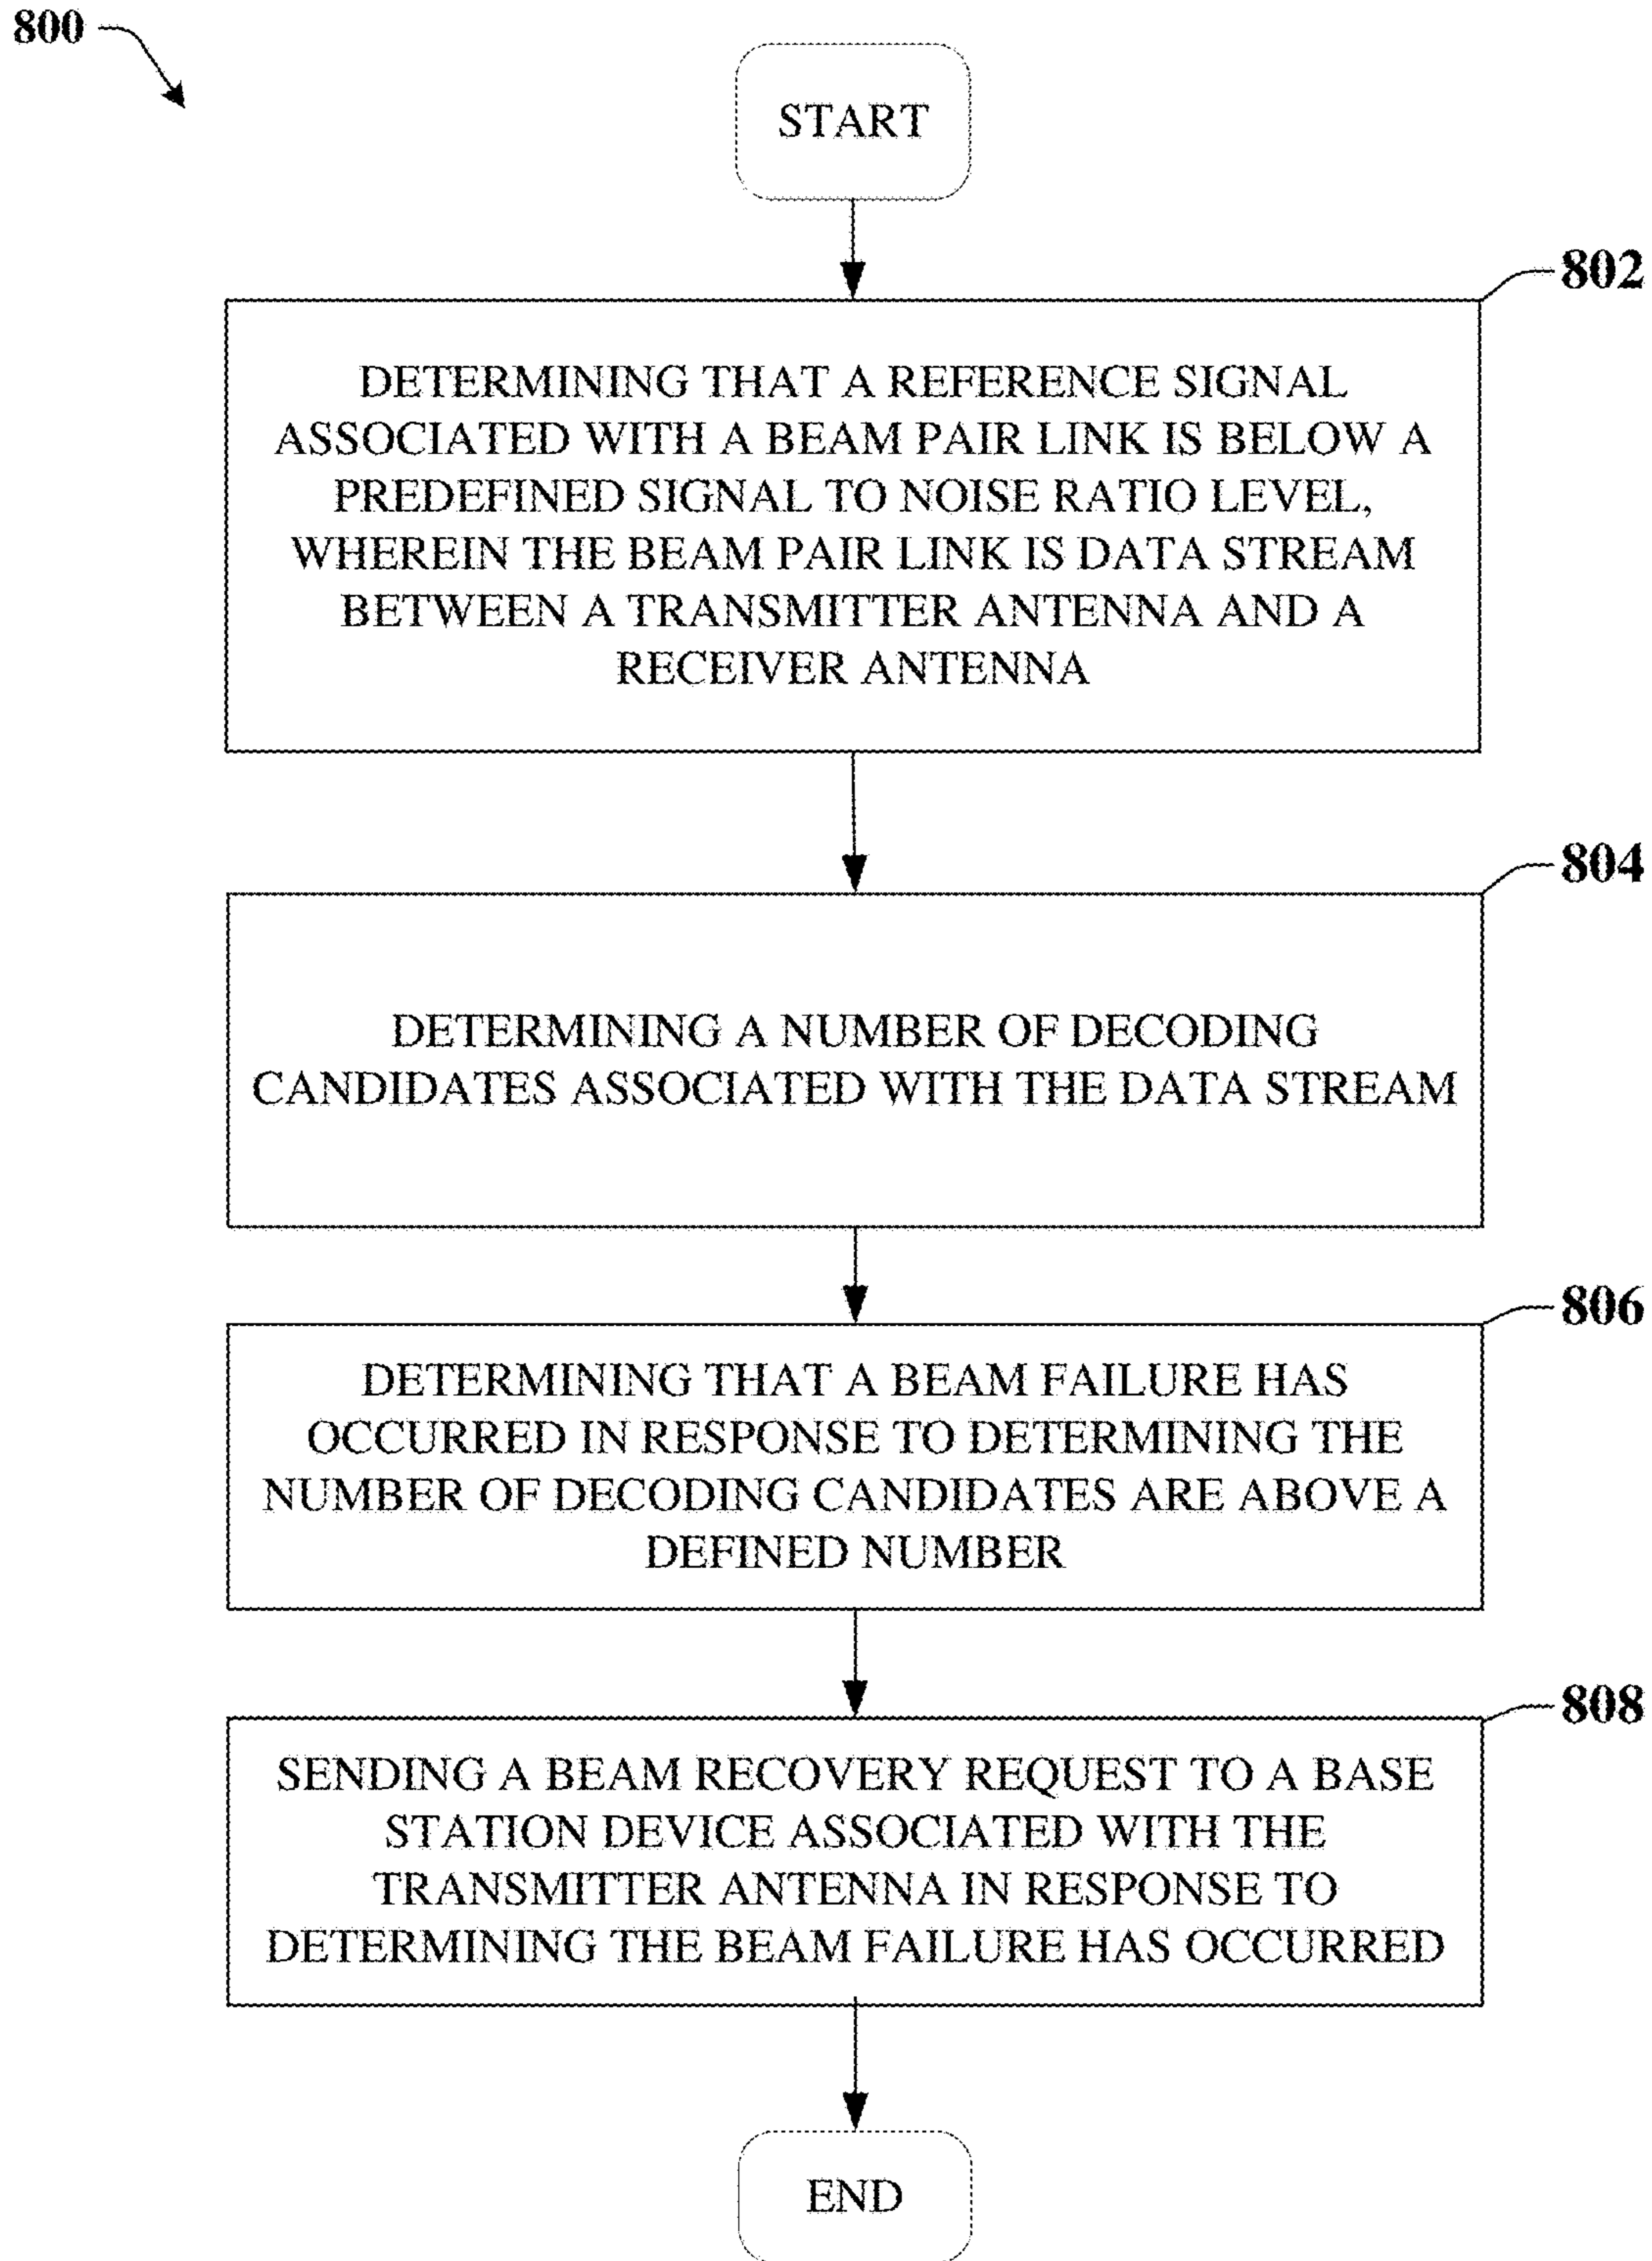 800
START
802
DETERMINING THAT A REFERENCE SIGNAL
ASSOCIATED WITH A BEAM PAIR LINK IS BELOW A
PREDEFINED SIGNAL TO NOISE RATIO LEVEL,
WHEREIN THE BEAM PAIR LINK IS DATA STREAM
BETWEEN A TRANSMITTER ANTENNA AND A
RECEIVER ANTENNA
804
DETERMINING A NUMBER OF DECODING
CANDIDATES ASSOCIATED WITH THE DATA STREAM
806
DETERMINING THAT A BEAM FAILURE HAS
OCCURRED IN RESPONSE TO DETERMINING THE
NUMBER OF DECODING CANDIDATES ARE ABOVE A
DEFINED NUMBER
808
SENDING A BEAM RECOVERY REQUEST TO A BASE
STATION DEVICE ASSOCIATED WITH THE
TRANSMITTER ANTENNA IN RESPONSE TO
DETERMINING THE BEAM FAILURE HAS OCCURRED
END